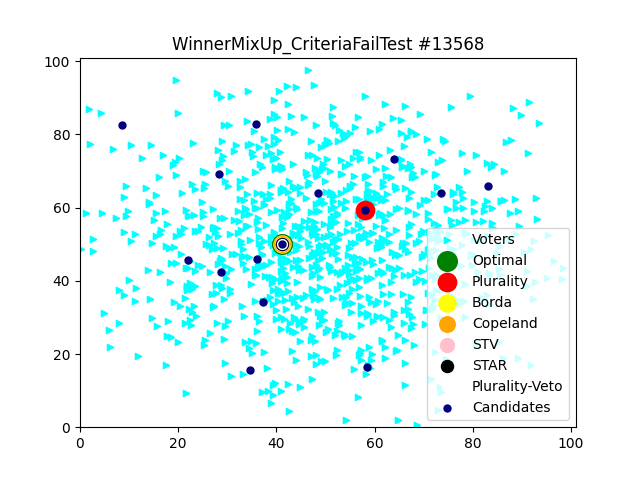 WinnerMixUp_CriteriaFailTest #13568
100
80
60
40
20
0
0 20 40 60 80 100
Voters
Optimal
Plurality
Borda
Copeland
STV
STAR
Plurality-Veto
Candidates